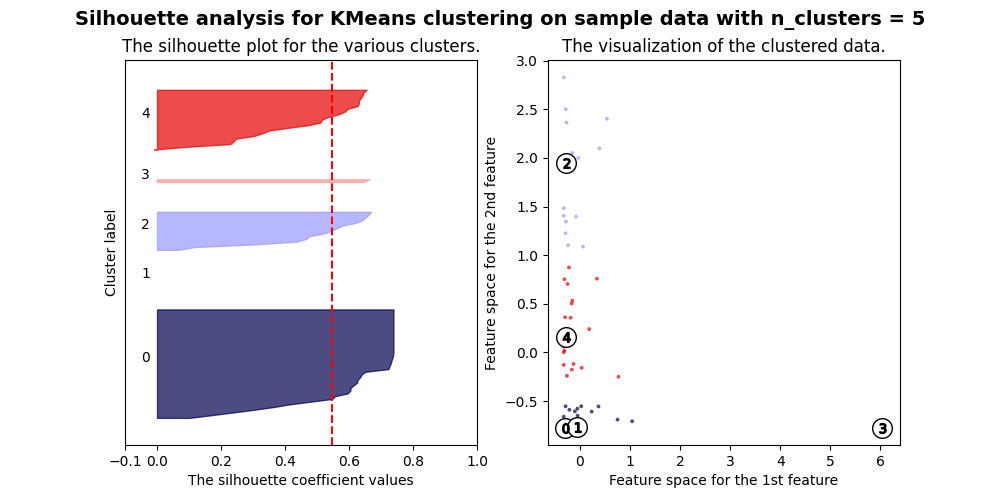 Silhouette analysis for KMeans clustering on sample data with n_clusters = 5
The silhouette plot for the various clusters.
4
3
2
1
0
Cluster label
−0.1 0.0 0.2 0.4 0.6 0.8 1.0
The silhouette coefficient values
The visualization of the clustered data.
3.0
2.5
2.0
1.5
1.0
0.5
0.0
−0.5
Feature space for the 2nd feature
2
4
0 1 3
0 1 2 3 4 5 6
Feature space for the 1st feature